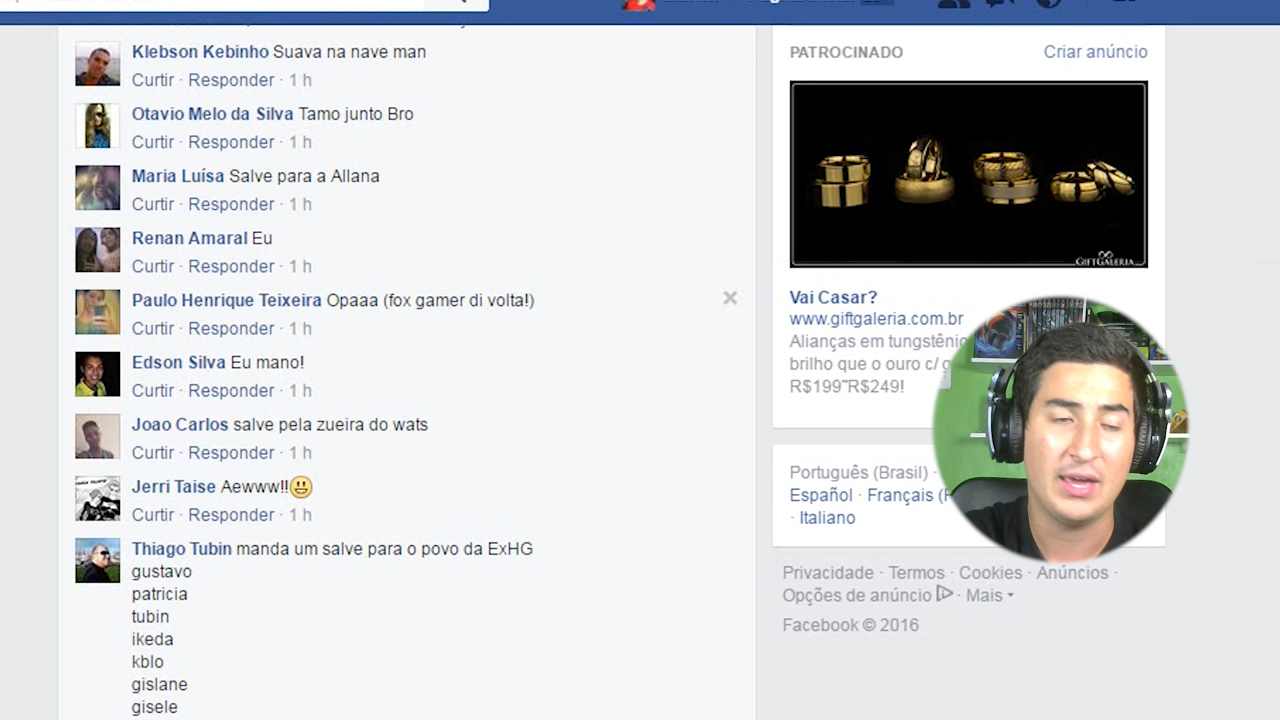 Klebson Kebinho Suava na nave man
Curtir · Responder · 1 h
Otavio Melo da Silva Tamo junto Bro
Curtir · Responder · 1 h
Maria Luísa Salve para a Allana
Curtir · Responder · 1 h
Renan Amaral Eu
Curtir · Responder · 1 h
Paulo Henrique Teixeira Opaaa (fox gamer di volta!)
Curtir · Responder · 1 h
Edson Silva Eu mano!
Curtir · Responder · 1 h
Joao Carlos salve pela zueira do wats
Curtir · Responder · 1 h
Jerri Taise Aewww!!😃
Curtir · Responder · 1 h
Thiago Tubin manda um salve para o povo da ExHG
gustavo
patricia
tubin
ikeda
kblo
gislane
gisele
PATROCINADO Criar anúncio
GIFTGALERIA
Vai Casar?
www.giftgaleria.com.br
Alianças em tungstênio
brilho que o ouro c/
R$199~R$249!
Português (Brasil) ·
Español · Français
· Italiano
Privacidade · Termos · Cookies · Anúncios ·
Opções de anúncio · Mais
Facebook © 2016